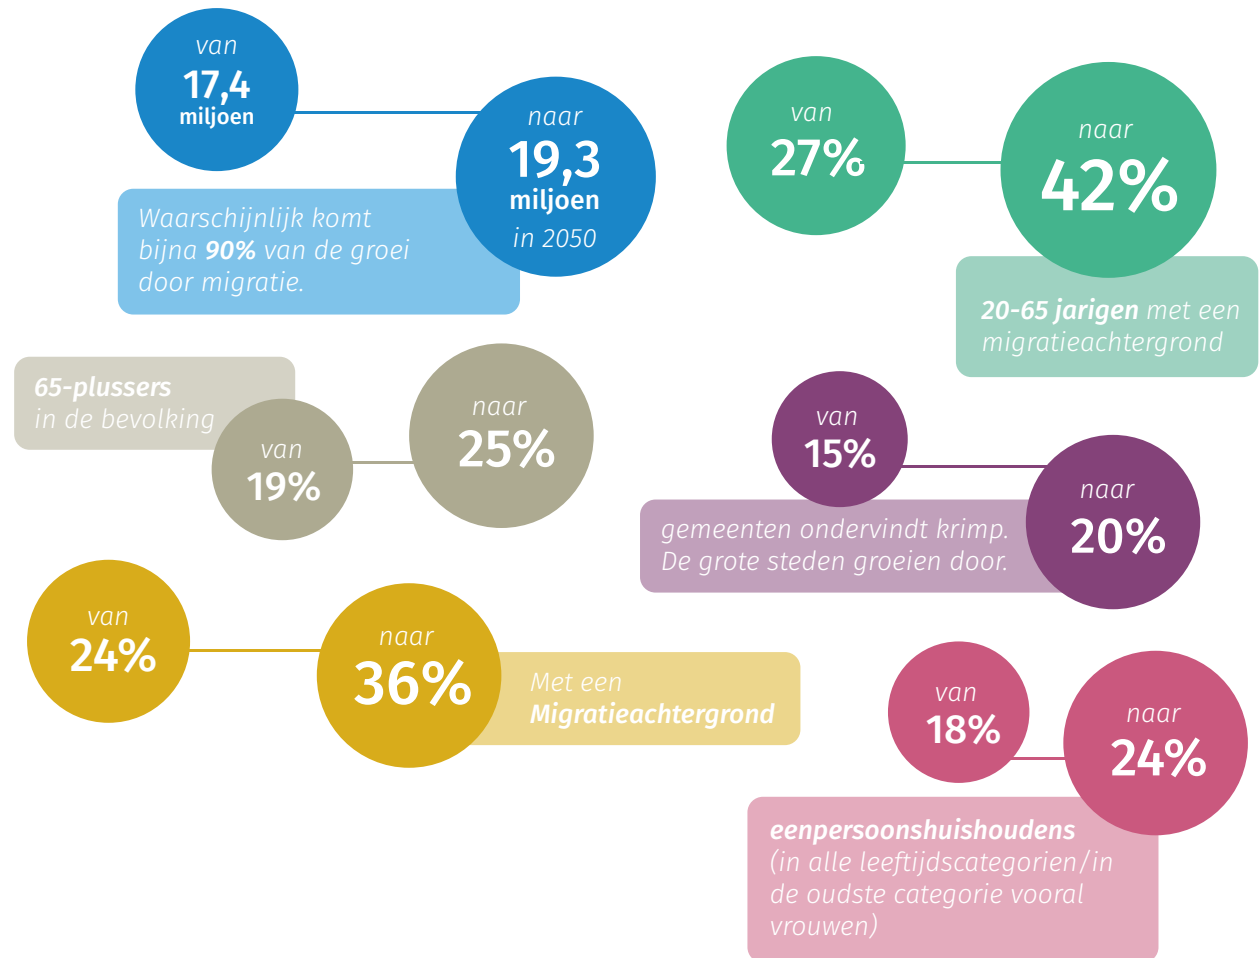 van
17,4
miljoen
naar
19,3
miljoen
in 2050
Waarschijnlijk komt
bijna 90% van de groei
door migratie.
van
27%
naar
42%
20-65 jarigen met een
migratieachtergrond
65-plussers
in de bevolking
van
19%
naar
25%
van
15%
naar
20%
gemeenten ondervindt krimp.
De grote steden groeien door.
van
24%
naar
36%
Met een
Migratieachtergrond
van
18%
naar
24%
eenpersoonshuishoudens
(in alle leeftijdscategorien/in
de oudste categorie vooral
vrouwen)